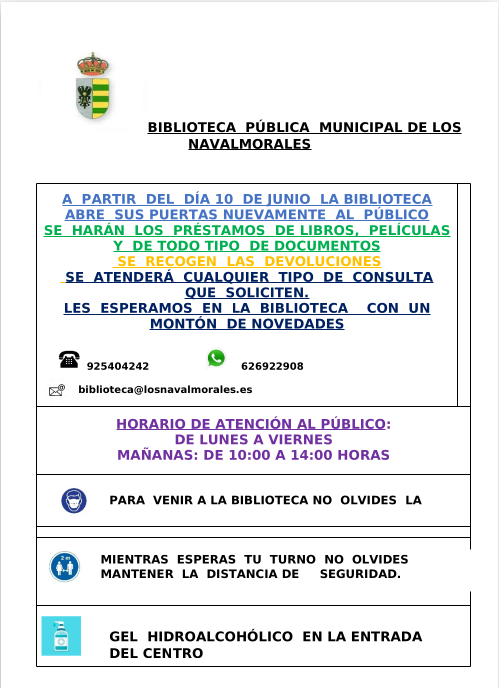 BIBLIOTECA PÚBLICA MUNICIPAL DE LOS
NAVALMORALES
A PARTIR DEL DÍA 10 DE JUNIO LA BIBLIOTECA
ABRE SUS PUERTAS NUEVAMENTE AL PÚBLICO
SE HARÁN LOS PRÉSTAMOS DE LIBROS, PELÍCULAS
Y DE TODO TIPO DE DOCUMENTOS
SE RECOGEN LAS DEVOLUCIONES
SE ATENDERÁ CUALQUIER TIPO DE CONSULTA
QUE SOLICITEN.
LES ESPERAMOS EN LA BIBLIOTECA CON UN
MONTÓN DE NOVEDADES
925404242 626922908
biblioteca@losnavalmorales.es
HORARIO DE ATENCIÓN AL PÚBLICO:
DE LUNES A VIERNES
MAÑANAS: DE 10:00 A 14:00 HORAS
PARA VENIR A LA BIBLIOTECA NO OLVIDES LA
2 m
MIENTRAS ESPERAS TU TURNO NO OLVIDES
MANTENER LA DISTANCIA DE SEGURIDAD.
GEL HIDROALCOHÓLICO EN LA ENTRADA
DEL CENTRO